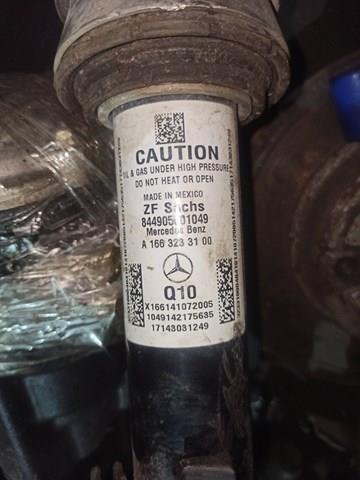 CAUTION
OIL & GAS UNDER HIGH PRESSURE
DO NOT HEAT OR OPEN
MADE IN MEXICO
ZF Sachs
844905 01049
Mercedes Benz
A 166 323 31 00
Q10
X166141072005
1049142175635
17143031249